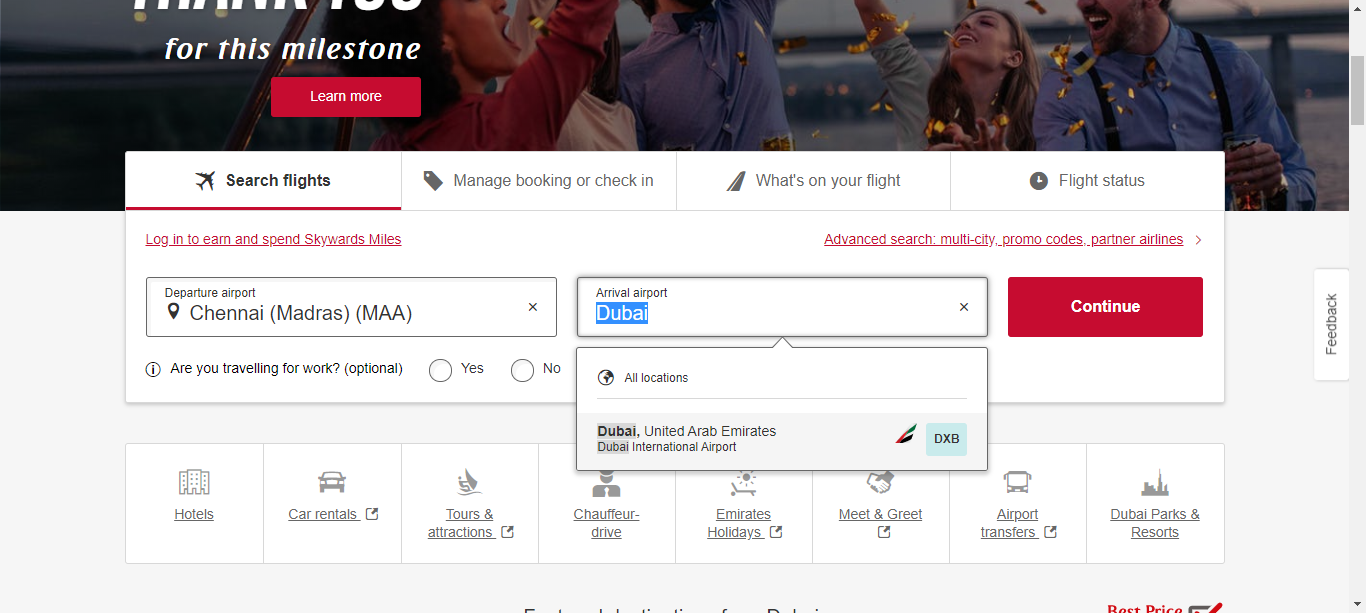 THANK YOU
for this milestone
Learn more
Search flights
Manage booking or check in
What's on your flight
Flight status
Log in to earn and spend Skywards Miles
Advanced search: multi-city, promo codes, partner airlines
Departure airport
Chennai (Madras) (MAA)
Arrival airport
Dubai
Continue
Feedback
Are you travelling for work? (optional)
Yes
No
All locations
Dubai, United Arab Emirates
Dubai International Airport
DXB
Hotels
Car rentals
Tours &
attractions
Chauffeur-
drive
Emirates
Holidays
Meet & Greet
Airport
transfers
Dubai Parks &
Resorts
Best Price